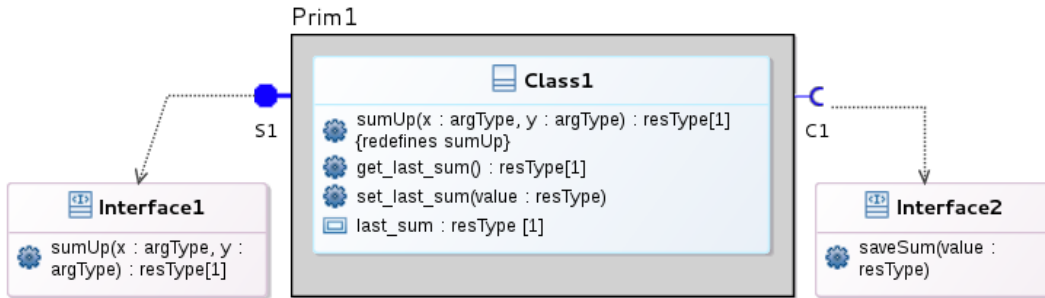 Prim1
Class1
sumUp(x : argType, y : argType) : resType[1]
{redefines sumUp}
get_last_sum() : resType[1]
set_last_sum(value : resType)
last_sum : resType [1]
S1
C1
<I> Interface1
sumUp(x : argType, y :
argType) : resType[1]
<I> Interface2
saveSum(value :
resType)